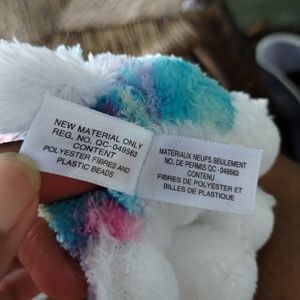 NEW MATERIAL ONLY
REG. NO. QC-049563
CONTENT
POLYESTER FIBRES AND
PLASTIC BEADS
MATÉRIAUX NEUFS SEULEMENT
NO. DE PERMIS QC-049563
CONTENU
FIBRES DE POLYESTER ET
BILLES DE PLASTIQUE